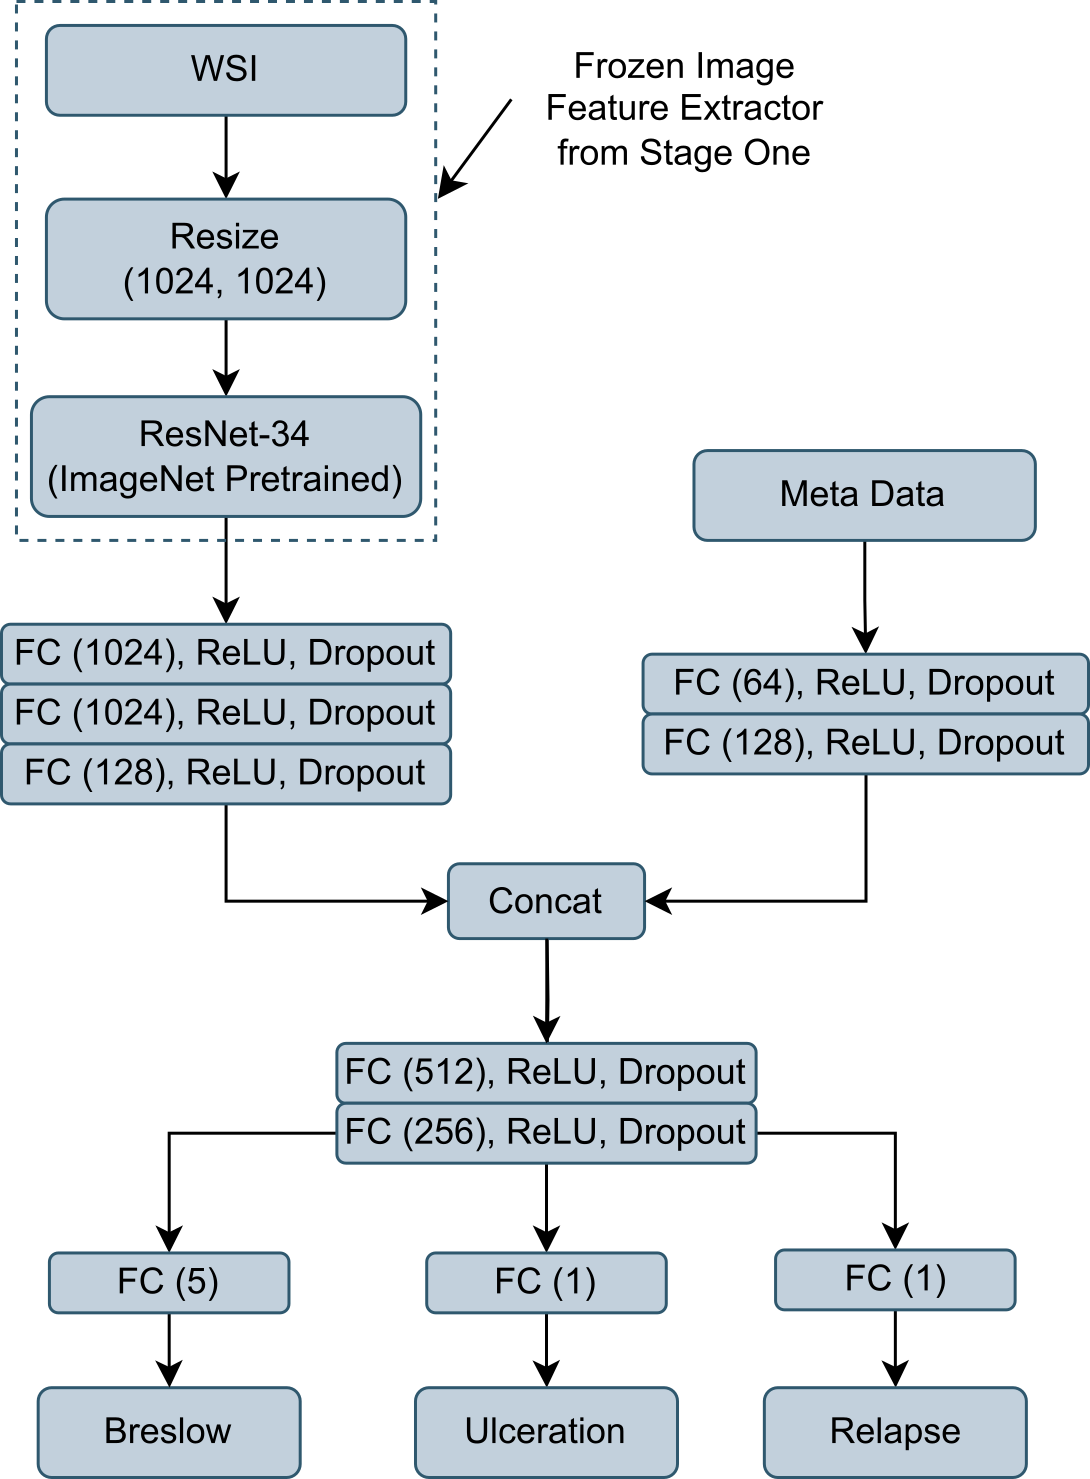 WSI
Frozen Image
Feature Extractor
from Stage One
Resize
(1024, 1024)
ResNet-34
(ImageNet Pretrained)
Meta Data
FC (1024), ReLU, Dropout
FC (1024), ReLU, Dropout
FC (128), ReLU, Dropout
FC (64), ReLU, Dropout
FC (128), ReLU, Dropout
Concat
FC (512), ReLU, Dropout
FC (256), ReLU, Dropout
FC (5)
FC (1)
FC (1)
Breslow
Ulceration
Relapse